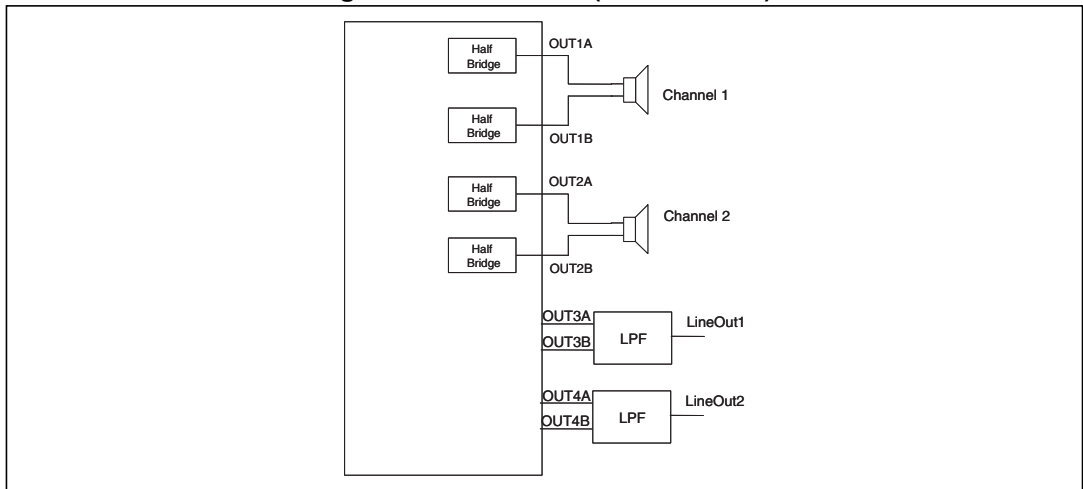 Half
Bridge
OUT1A
Channel 1
Half
Bridge
OUT1B
Half
Bridge
OUT2A
Channel 2
Half
Bridge
OUT2B
OUT3A
OUT3B
LPF
LineOut1
OUT4A
OUT4B
LPF
LineOut2